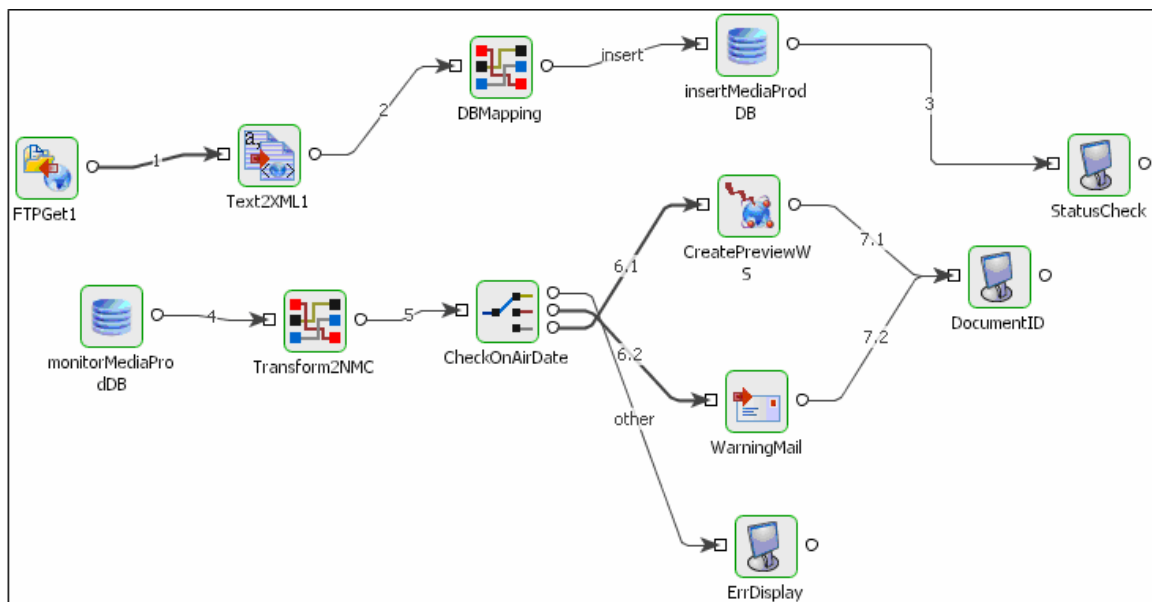 insert
insertMediaProd
DB
2
DBMapping
3
1
a,
FTPGet1
Text2XML1
StatusCheck
CreatePreviewW
S
6.1
7.1
4
5
DocumentID
monitorMediaPro
dDB
Transform2NMC
CheckOnAirDate
6.2
7.2
other
WarningMail
ErrDisplay